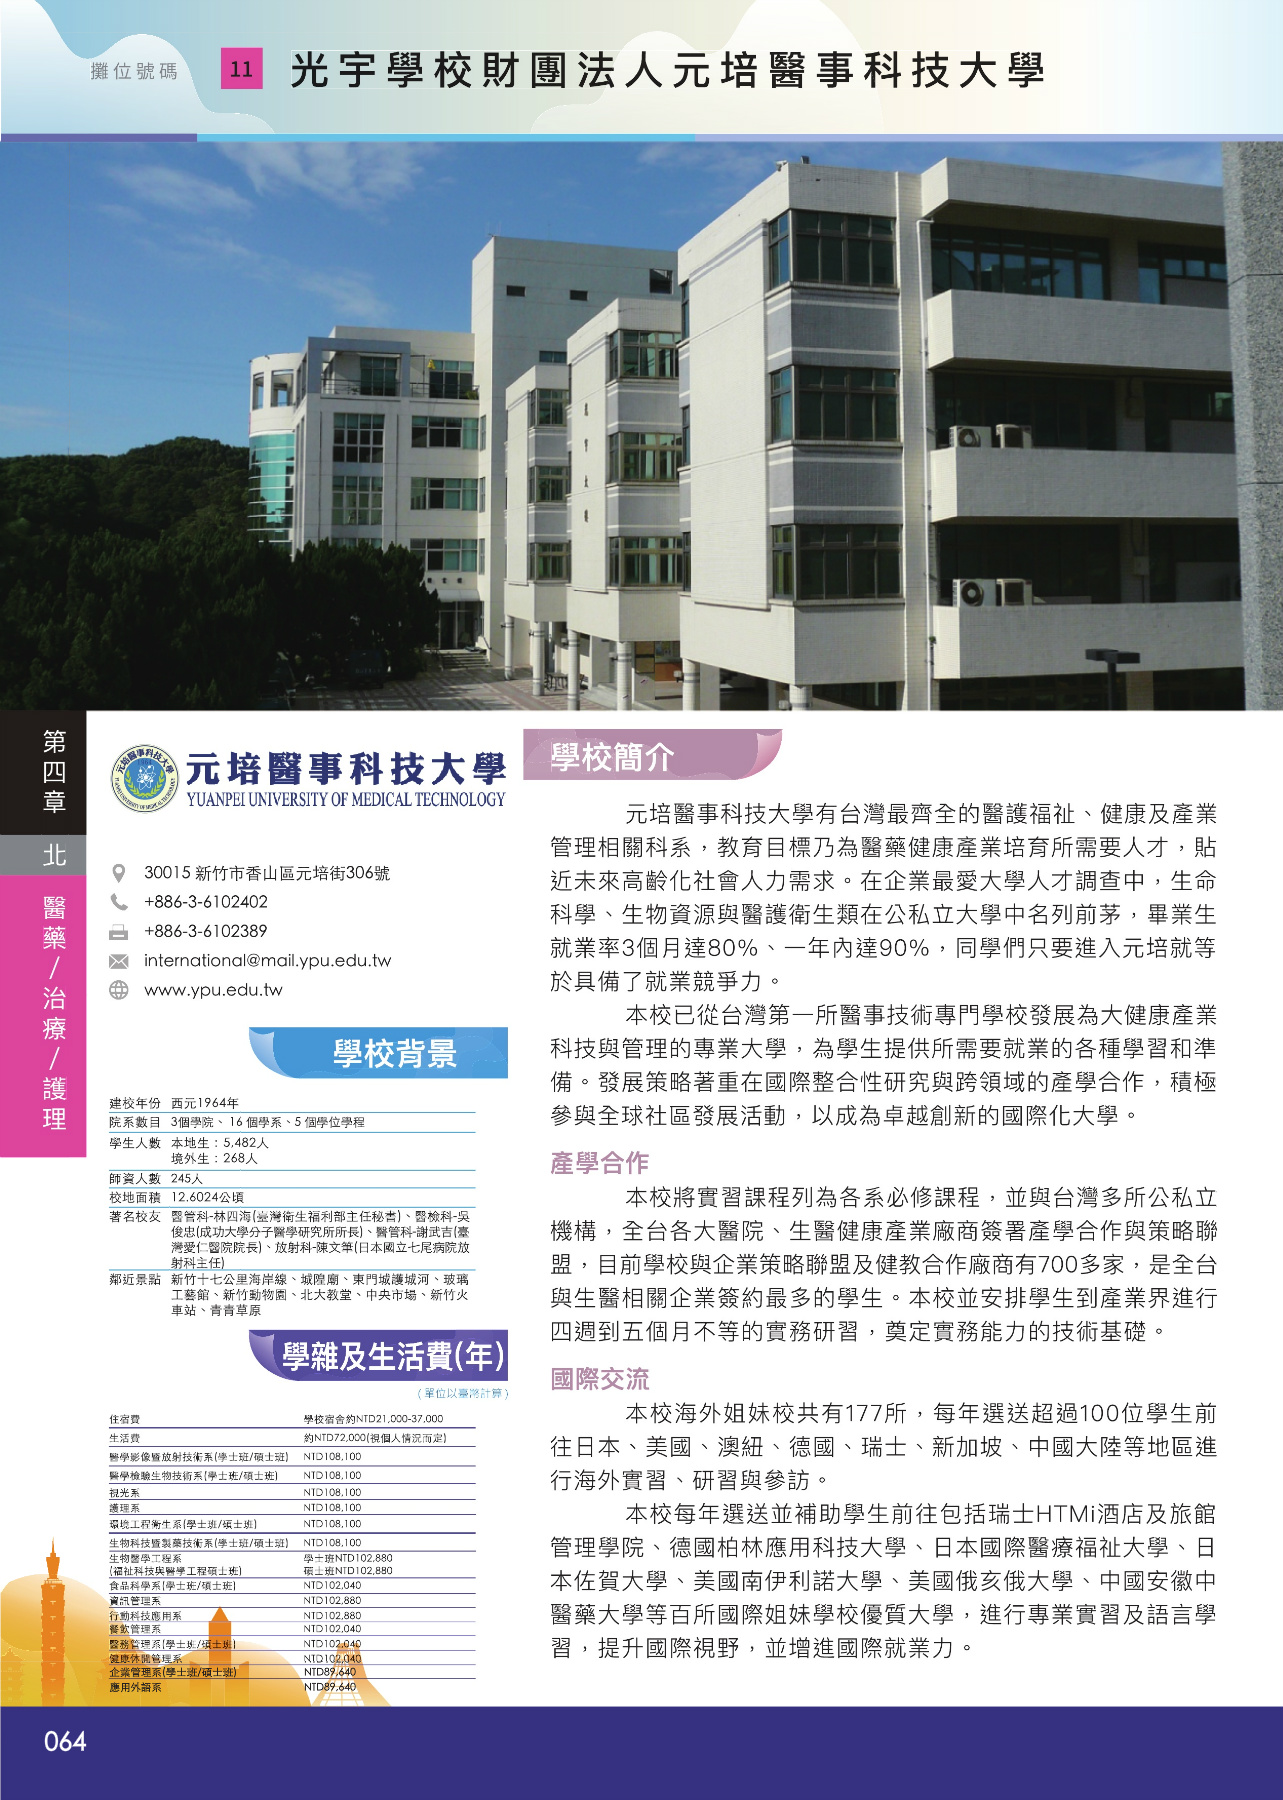 攤位號碼 11 光宇學校財團法人元培醫事科技大學
第四章
北
醫藥/治療/護理
元培醫事科技大學
YUANPEI UNIVERSITY OF MEDICAL TECHNOLOGY
30015 新竹市香山區元培街306號
+886-3-6102402
+886-3-6102389
international@mail.ypu.edu.tw
www.ypu.edu.tw
學校背景
建校年份 西元1964年
院系數目 3個學院、16 個學系、5 個學位學程
學生人數 本地生：5,482人
境外生：268人
師資人數 245人
校地面積 12.6024公頃
著名校友 醫管科-林四海(臺灣衛生福利部主任秘書)、醫檢科-吳
俊忠(成功大學分子醫學研究所所長)、醫管科-謝武吉(臺
灣愛仁醫院院長)、放射科-陳文筆(日本國立七尾病院放
射科主任)
鄰近景點 新竹十七公里海岸線、城隍廟、東門城護城河、玻璃
工藝館、新竹動物園、北大教堂、中央市場、新竹火
車站、青青草原
學雜及生活費(年)
(單位以臺幣計算)
住宿費 學校宿舍約NTD21,000-37,000
生活費 約NTD72,000(視個人情況而定)
醫學影像暨放射技術系(學士班/碩士班) NTD108,100
醫學檢驗生物技術系(學士班/碩士班) NTD108,100
視光系 NTD108,100
護理系 NTD108,100
環境工程衛生系(學士班/碩士班) NTD108,100
生物科技暨製藥技術系(學士班/碩士班) NTD108,100
生物醫學工程系 學士班NTD102,880
(福祉科技與醫學工程碩士班) 碩士班NTD102,880
食品科學系(學士班/碩士班) NTD102,040
資訊管理系 NTD102,880
行動科技應用系 NTD102,880
餐飲管理系 NTD102,040
醫務管理系(學士班/碩士班) NTD102,040
健康休閒管理系 NTD102,040
企業管理系(學士班/碩士班) NTD89,640
應用外語系 NTD89,640
學校簡介
元培醫事科技大學有台灣最齊全的醫護福祉、健康及產業
管理相關科系，教育目標乃為醫藥健康產業培育所需要人才，貼
近未來高齡化社會人力需求。在企業最愛大學人才調查中，生命
科學、生物資源與醫護衛生類在公私立大學中名列前茅，畢業生
就業率3個月達80%、一年內達90%，同學們只要進入元培就等
於具備了就業競爭力。
本校已從台灣第一所醫事技術專門學校發展為大健康產業
科技與管理的專業大學，為學生提供所需要就業的各種學習和準
備。發展策略著重在國際整合性研究與跨領域的產學合作，積極
參與全球社區發展活動，以成為卓越創新的國際化大學。
產學合作
本校將實習課程列為各系必修課程，並與台灣多所公私立
機構，全台各大醫院、生醫健康產業廠商簽署產學合作與策略聯
盟，目前學校與企業策略聯盟及健教合作廠商有700多家，是全台
與生醫相關企業簽約最多的學生。本校並安排學生到產業界進行
四週到五個月不等的實務研習，奠定實務能力的技術基礎。
國際交流
本校海外姐妹校共有177所，每年選送超過100位學生前
往日本、美國、澳紐、德國、瑞士、新加坡、中國大陸等地區進
行海外實習、研習與參訪。
本校每年選送並補助學生前往包括瑞士HTMi酒店及旅館
管理學院、德國柏林應用科技大學、日本國際醫療福祉大學、日
本佐賀大學、美國南伊利諾大學、美國俄亥俄大學、中國安徽中
醫藥大學等百所國際姐妹學校優質大學，進行專業實習及語言學
習，提升國際視野，並增進國際就業力。
064